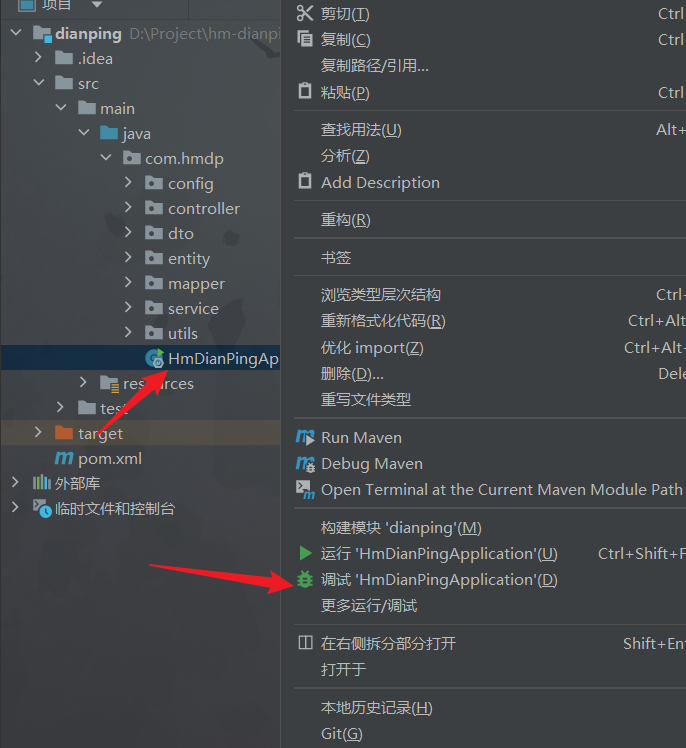 项目
dianping D:\Project\hm-dianpi
.idea
src
main
java
com.hmdp
config
controller
dto
entity
mapper
service
utils
HmDianPingAp
resources
test
target
pom.xml
外部库
临时文件和控制台
剪切(T) Ctrl
复制(C) Ctrl
复制路径/引用...
粘贴(P) Ctrl
查找用法(U) Alt+
分析(Z)
Add Description
重构(R)
书签
浏览类型层次结构 Ctrl-
重新格式化代码(R) Ctrl+Alt
优化 import(Z) Ctrl+Alt-
删除(D)... Dele
重写文件类型
Run Maven
Debug Maven
Open Terminal at the Current Maven Module Path
构建模块 'dianping'(M)
运行 'HmDianPingApplication'(U) Ctrl+Shift+F
调试 'HmDianPingApplication'(D)
更多运行/调试
在右侧拆分部分打开 Shift+Ent
打开于
本地历史记录(H)
Git(G)